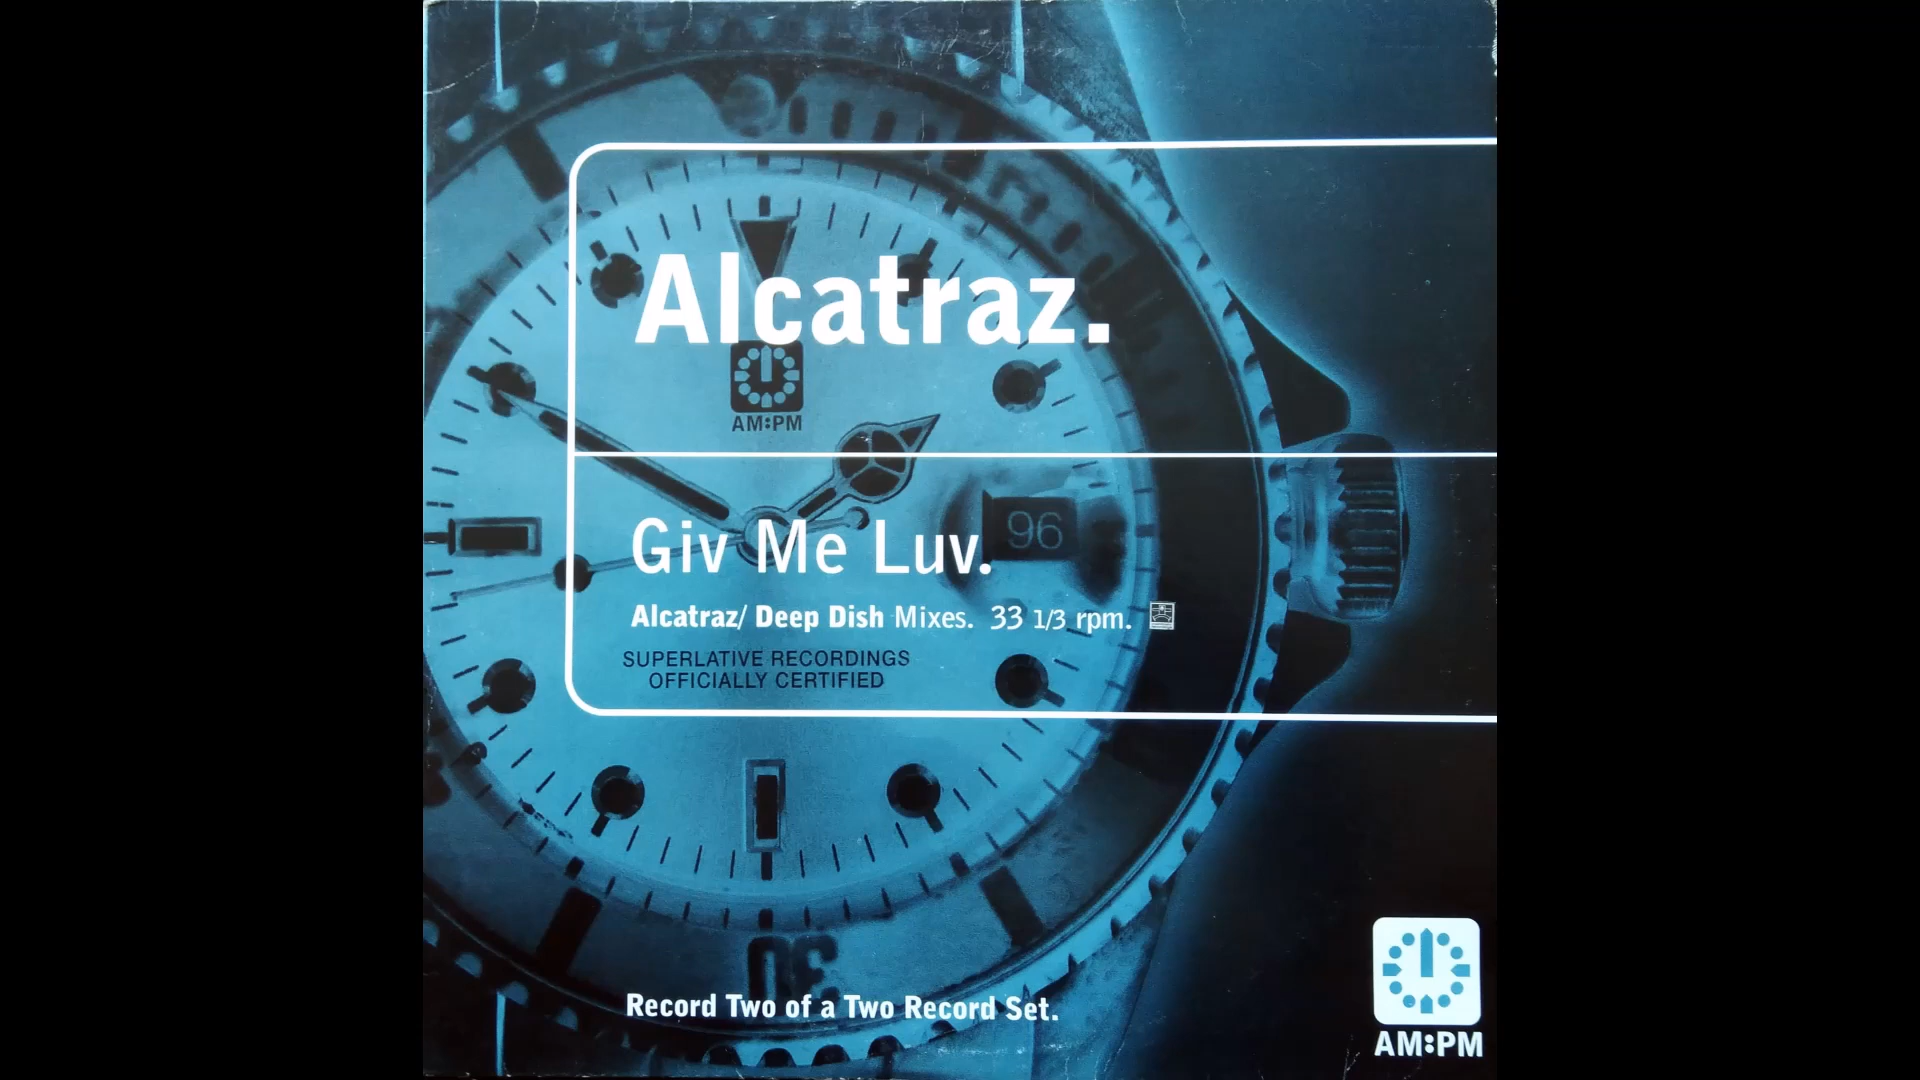 Alcatraz.
AM:PM
Giv Me Luv.
96
Alcatraz/ Deep Dish Mixes. 33 1/3 rpm.
SUPERLATIVE RECORDINGS
OFFICIALLY CERTIFIED
30
Record Two of a Two Record Set.
AM:PM